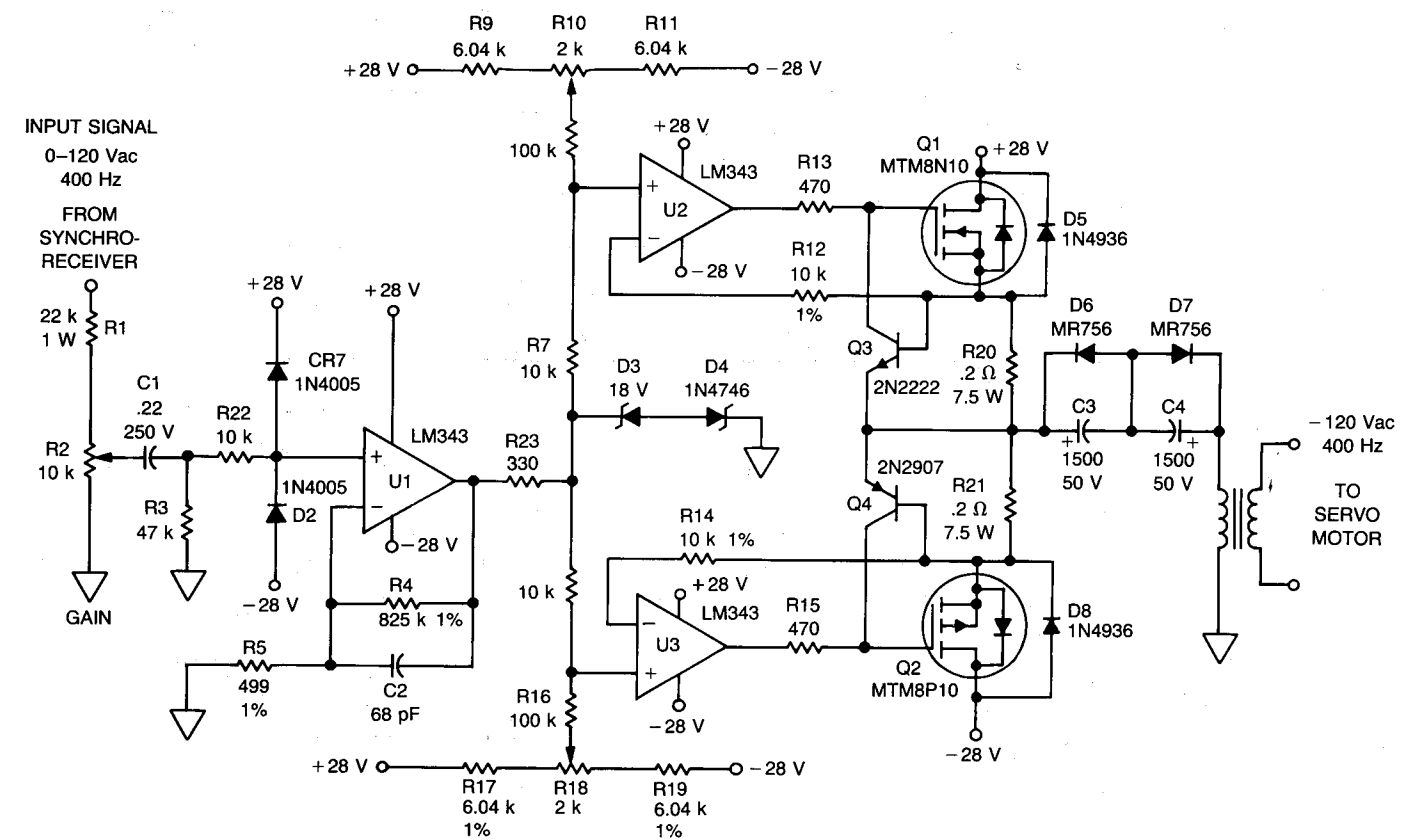 R9
6.04 k
R10
2 k
R11
6.04 k
+28 V
−28 V
INPUT SIGNAL
0–120 Vac
400 Hz
FROM
SYNCHRO-
RECEIVER
22 k
1 W
R1
R2
10 k
GAIN
C1
.22
250 V
R3
47 k
R22
10 k
+28 V
CR7
1N4005
1N4005
D2
−28 V
+28 V
LM343
+
U1
−
−28 V
R4
825 k 1%
R5
499
1%
C2
68 pF
R23
330
100 k
R7
10 k
D3
18 V
D4
1N4746
10 k
R16
100 k
+28 V
LM343
+
U2
−
−28 V
R13
470
R12
10 k
1%
Q1
MTM8N10
+28 V
D5
1N4936
Q3
2N2222
R20
.2 Ω
7.5 W
D6
MR756
D7
MR756
C3
+
1500
50 V
C4
+
1500
50 V
−120 Vac
400 Hz
TO
SERVO
MOTOR
2N2907
Q4
R21
.2 Ω
7.5 W
R14
10 k 1%
+28 V
LM343
−
U3
+
−28 V
R15
470
Q2
MTM8P10
D8
1N4936
−28 V
+28 V
−28 V
R17
6.04 k
1%
R18
2 k
R19
6.04 k
1%